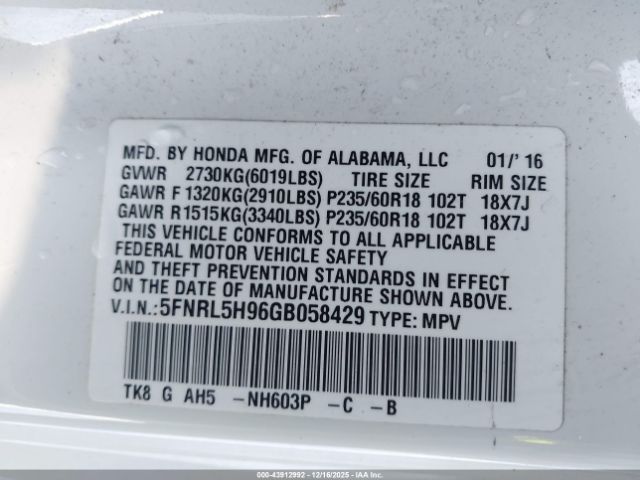 MFD. BY HONDA MFG. OF ALABAMA, LLC 01/' 16
GVWR 2730KG(6019LBS) TIRE SIZE RIM SIZE
GAWR F 1320KG(2910LBS) P235/60R18 102T 18X7J
GAWR R1515KG(3340LBS) P235/60R18 102T 18X7J
THIS VEHICLE CONFORMS TO ALL APPLICABLE
FEDERAL MOTOR VEHICLE SAFETY
AND THEFT PREVENTION STANDARDS IN EFFECT
ON THE DATE OF MANUFACTURE SHOWN ABOVE.
V.I.N.: 5FNRL5H96GB058429 TYPE: MPV
TK8 G AH5 -NH603P -C -B
000-43912992 - 12/16/2025 - IAA Inc.